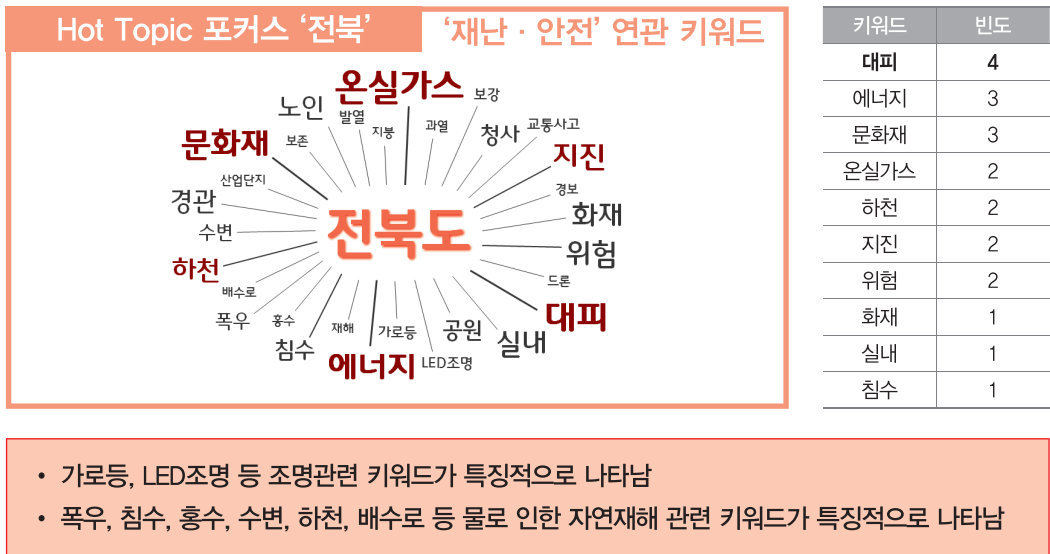 Hot Topic 포커스 ‘전북’
‘재난 · 안전’ 연관 키워드
온실가스
보강
노인
발열
지붕
과열
청사
교통사고
문화재
보존
지진
산업단지
경보
경관
화재
수변
전북도
위험
하천
드론
배수로
대피
폭우
홍수
재해
가로등
공원
실내
침수
에너지
LED조명
키워드 빈도
대피 4
에너지 3
문화재 3
온실가스 2
하천 2
지진 2
위험 2
화재 1
실내 1
침수 1
• 가로등, LED조명 등 조명관련 키워드가 특징적으로 나타남
• 폭우, 침수, 홍수, 수변, 하천, 배수로 등 물로 인한 자연재해 관련 키워드가 특징적으로 나타남